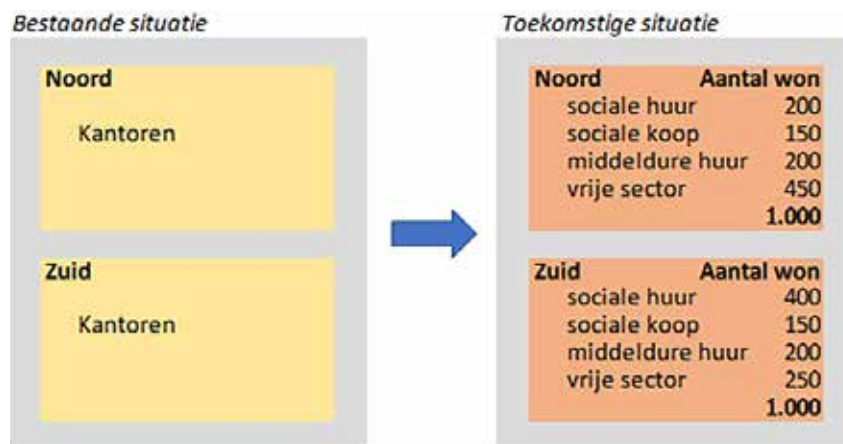 Bestaande situatie
Noord
Kantoren
Zuid
Kantoren
Toekomstige situatie
Noord Aantal won
sociale huur 200
sociale koop 150
middeldure huur 200
vrije sector 450
1.000
Zuid Aantal won
sociale huur 400
sociale koop 150
middeldure huur 200
vrije sector 250
1.000